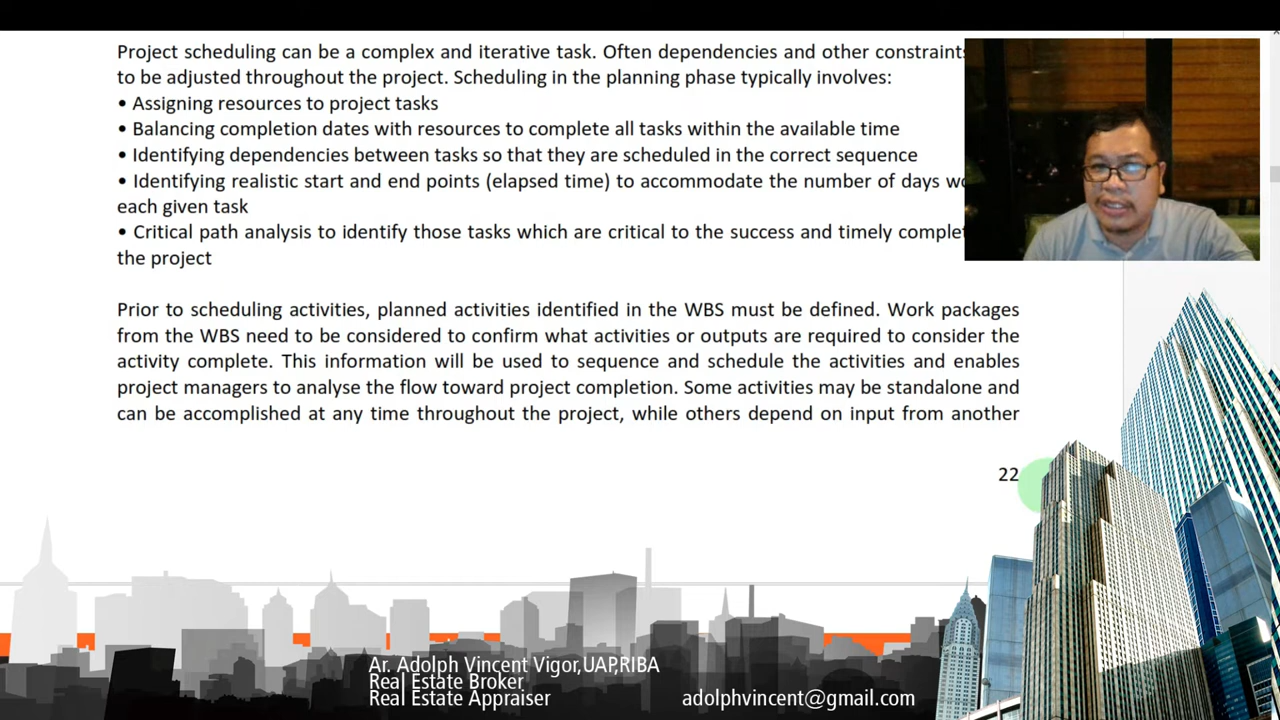 Project scheduling can be a complex and iterative task. Often dependencies and other constraints
to be adjusted throughout the project. Scheduling in the planning phase typically involves:
• Assigning resources to project tasks
• Balancing completion dates with resources to complete all tasks within the available time
• Identifying dependencies between tasks so that they are scheduled in the correct sequence
• Identifying realistic start and end points (elapsed time) to accommodate the number of days
each given task
• Critical path analysis to identify those tasks which are critical to the success and timely
the project
Prior to scheduling activities, planned activities identified in the WBS must be defined. Work packages
from the WBS need to be considered to confirm what activities or outputs are required to consider the
activity complete. This information will be used to sequence and schedule the activities and enables
project managers to analyse the flow toward project completion. Some activities may be standalone and
can be accomplished at any time throughout the project, while others depend on input from another
22
Ar. Adolph Vincent Vigor,UAP,RIBA
Real Estate Broker
Real Estate Appraiser adolphvincent@gmail.com